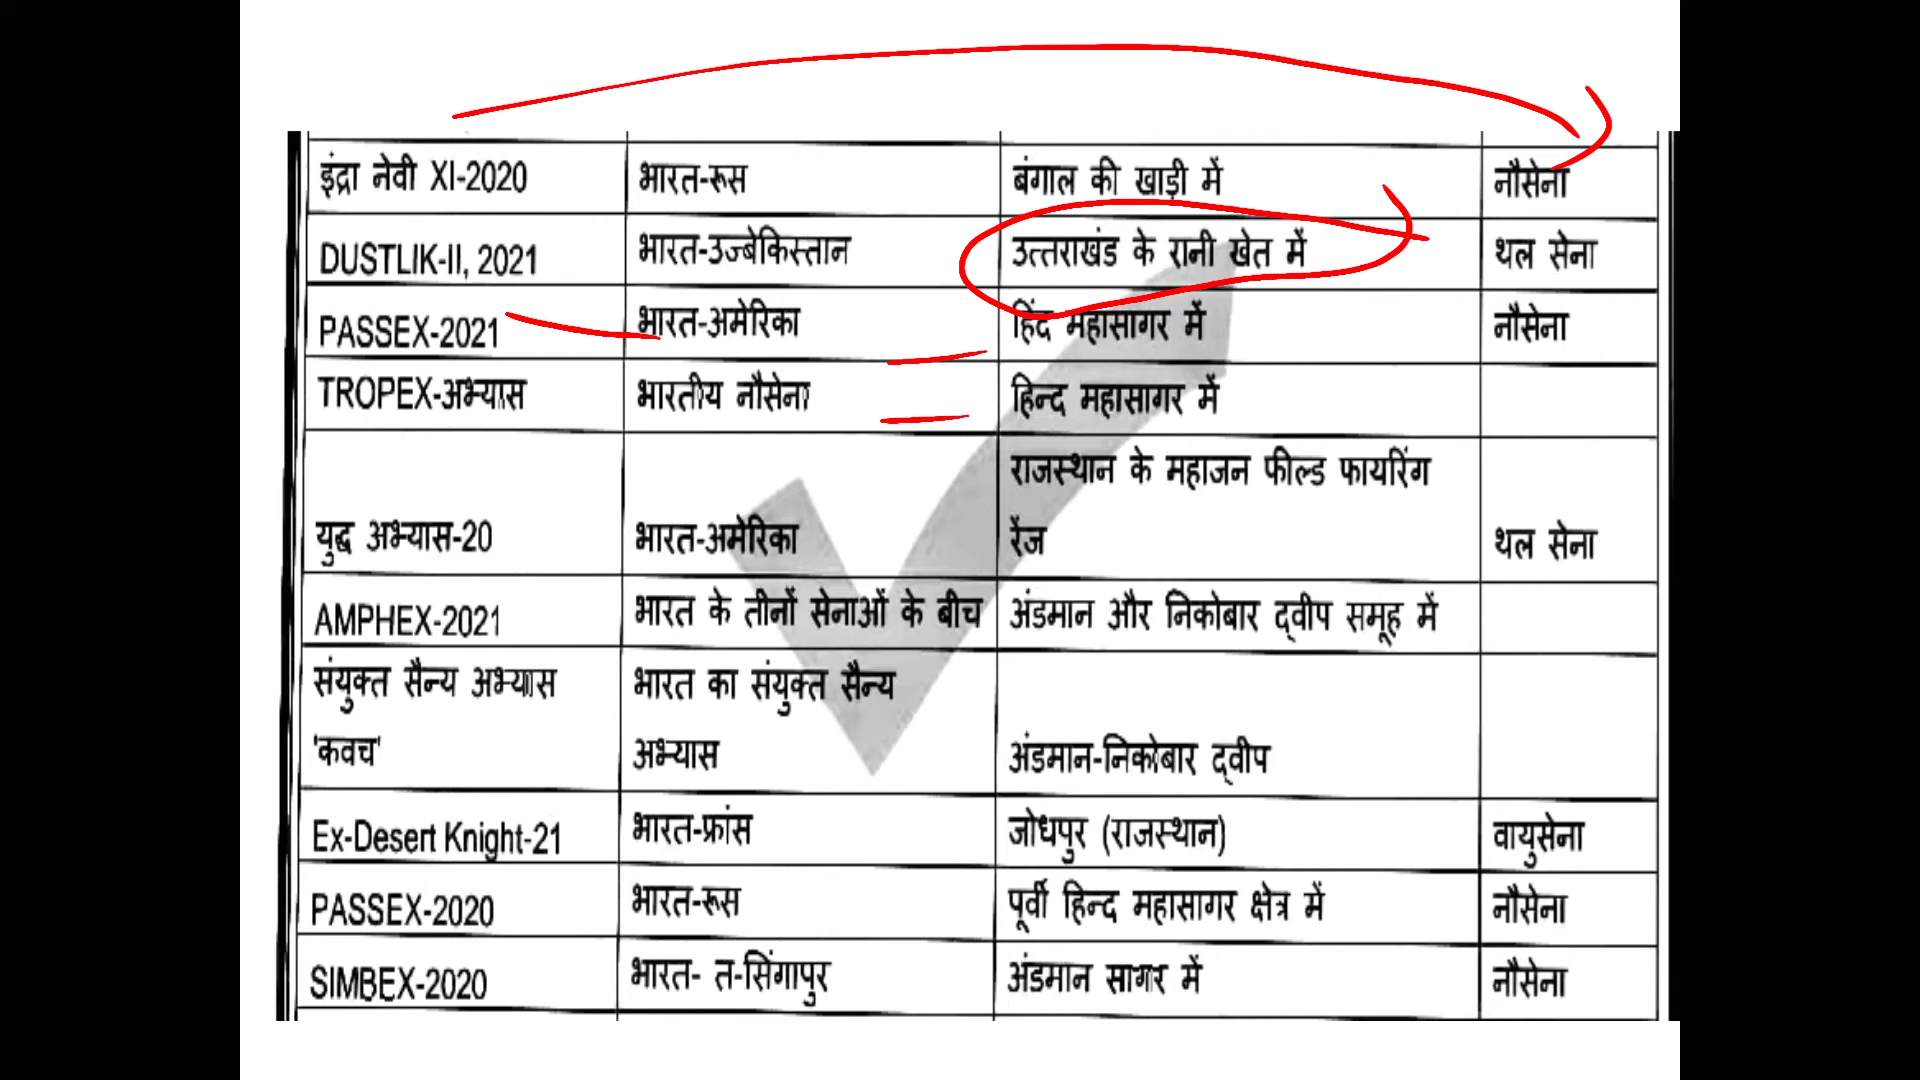 इंद्रा नेवी XI-2020 भारत-रूस बंगाल की खाड़ी में नौसेना
DUSTLIK-II, 2021 भारत-उज्बेकिस्तान उत्तराखंड के रानी खेत में थल सेना
PASSEX-2021 भारत-अमेरिका हिंद महासागर में नौसेना
TROPEX-अभ्यास भारतीय नौसेना हिन्द महासागर में
राजस्थान के महाजन फील्ड फायरिंग
युद्ध अभ्यास-20 भारत-अमेरिका रेंज थल सेना
AMPHEX-2021 भारत के तीनों सेनाओं के बीच अंडमान और निकोबार द्वीप समूह में
संयुक्त सैन्य अभ्यास भारत का संयुक्त सैन्य
'कवच' अभ्यास अंडमान-निकोबार द्वीप
Ex-Desert Knight-21 भारत-फ्रांस जोधपुर (राजस्थान) वायुसेना
PASSEX-2020 भारत-रूस पूर्वी हिन्द महासागर क्षेत्र में नौसेना
SIMBEX-2020 भारत- त-सिंगापुर अंडमान सागर में नौसेना